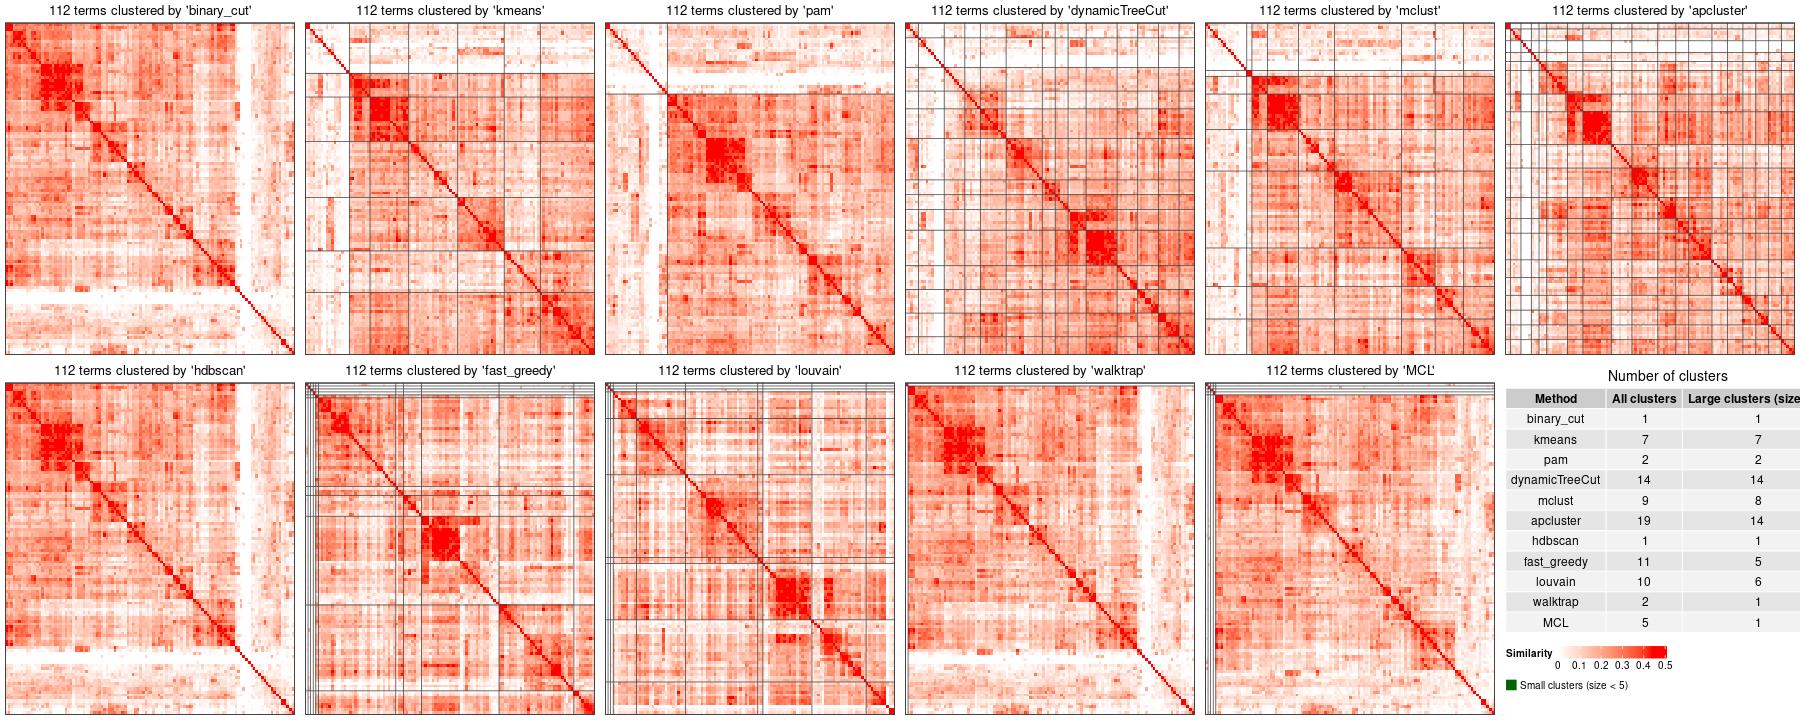 112 terms clustered by 'binary_cut'
112 terms clustered by 'kmeans'
112 terms clustered by 'pam'
112 terms clustered by 'dynamicTreeCut'
112 terms clustered by 'mclust'
112 terms clustered by 'apcluster'
112 terms clustered by 'hdbscan'
112 terms clustered by 'fast_greedy'
112 terms clustered by 'louvain'
112 terms clustered by 'walktrap'
112 terms clustered by 'MCL'
Number of clusters
Method All clusters Large clusters (size
binary_cut 1 1
kmeans 7 7
pam 2 2
dynamicTreeCut 14 14
mclust 9 8
apcluster 19 14
hdbscan 1 1
fast_greedy 11 5
louvain 10 6
walktrap 2 1
MCL 5 1
Similarity
0 0.1 0.2 0.3 0.4 0.5
Small clusters (size < 5)